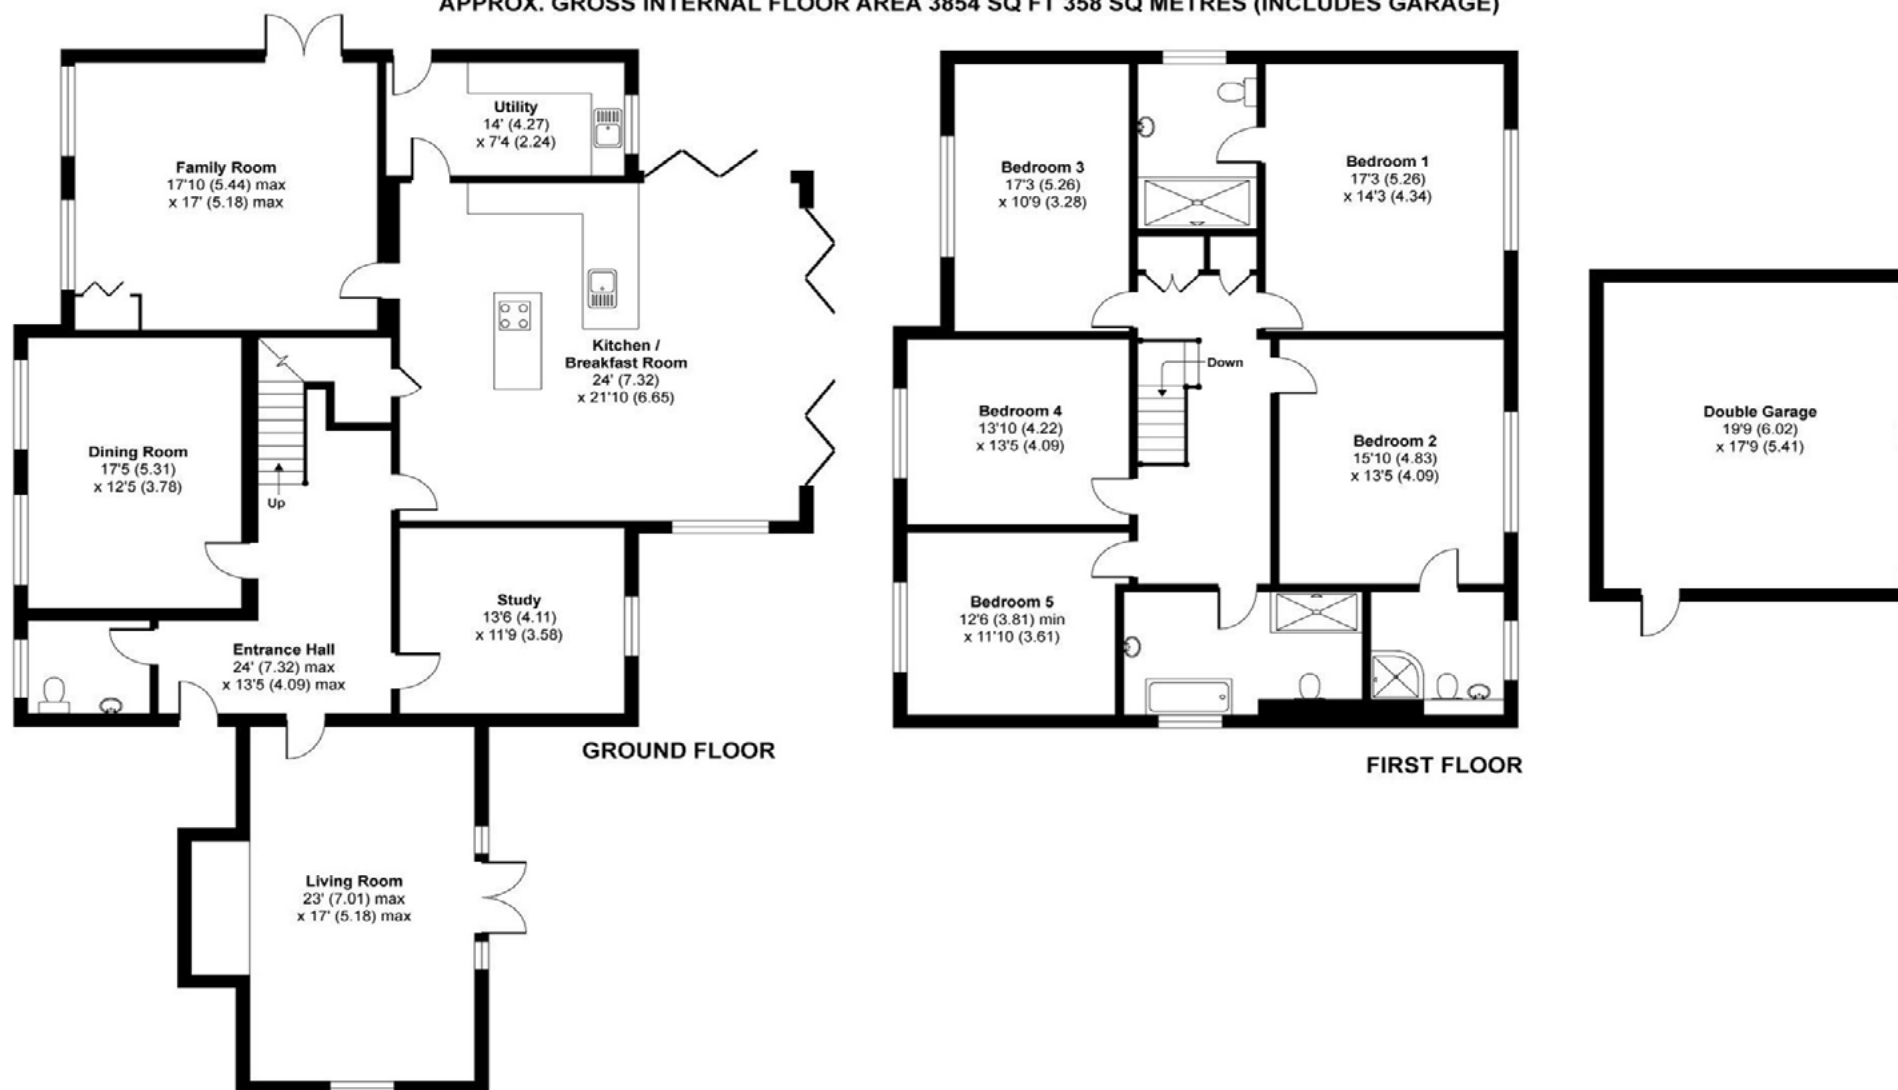 APPROX. GROSS INTERNAL FLOOR AREA 3854 SQ FT 358 SQ METRES (INCLUDES GARAGE)
Utility
14' (4.27)
x 7'4 (2.24)
Family Room
17'10 (5.44) max
x 17' (5.18) max
Kitchen /
Breakfast Room
24' (7.32)
x 21'10 (6.65)
Dining Room
17'5 (5.31)
x 12'5 (3.78)
Up
Study
13'6 (4.11)
x 11'9 (3.58)
Entrance Hall
24' (7.32) max
x 13'5 (4.09) max
GROUND FLOOR
Living Room
23' (7.01) max
x 17' (5.18) max
Bedroom 3
17'3 (5.26)
x 10'9 (3.28)
Bedroom 1
17'3 (5.26)
x 14'3 (4.34)
Down
Bedroom 4
13'10 (4.22)
x 13'5 (4.09)
Bedroom 2
15'10 (4.83)
x 13'5 (4.09)
Bedroom 5
12'6 (3.81) min
x 11'10 (3.61)
FIRST FLOOR
Double Garage
19'9 (6.02)
x 17'9 (5.41)